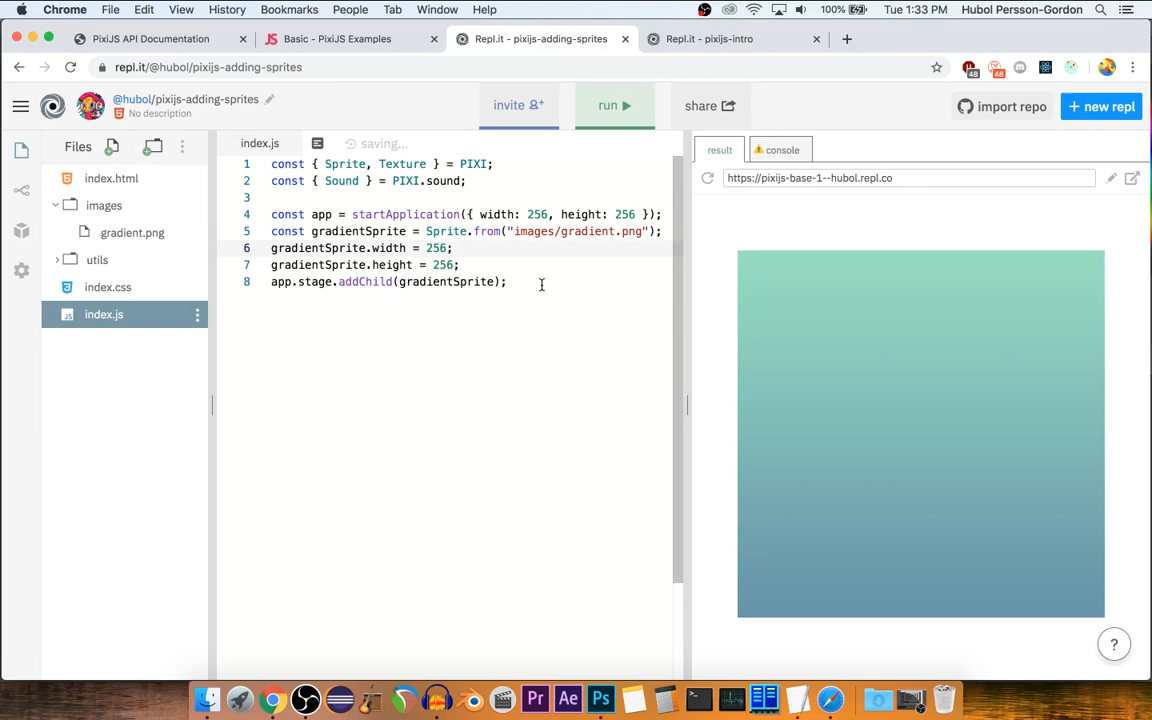 Chrome File Edit View History Bookmarks People Tab Window Help 100% Tue 1:33 PM Hubol Persson-Gordon
PixiJS API Documentation Basic - PixiJS Examples Repl.it - pixijs-adding-sprites Repl.it - pixijs-intro
repl.it/@hubol/pixijs-adding-sprites 48 48
@hubol/pixijs-adding-sprites
No description
invite run share import repo + new repl
Files
index.html
images
gradient.png
utils
index.css
index.js
index.js saving...
1 const { Sprite, Texture } = PIXI;
2 const { Sound } = PIXI.sound;
3
4 const app = startApplication({ width: 256, height: 256 });
5 const gradientSprite = Sprite.from("images/gradient.png");
6 gradientSprite.width = 256;
7 gradientSprite.height = 256;
8 app.stage.addChild(gradientSprite);
result console
https://pixijs-base-1--hubol.repl.co
?
Pr Ae Ps